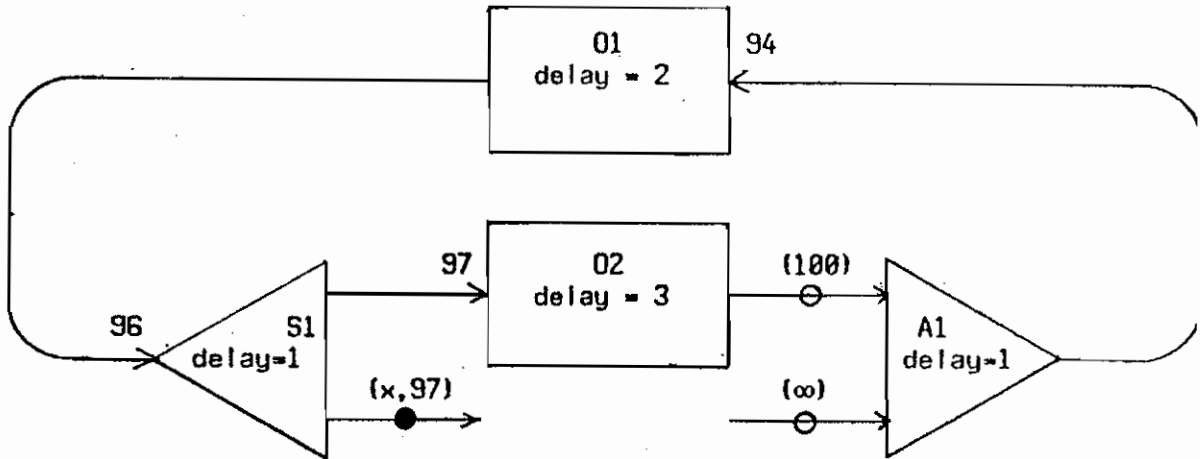 O1
94
delay = 2
97
O2
(100)
delay = 3
96
S1
delay=1
A1
delay=1
(x,97)
(∞)